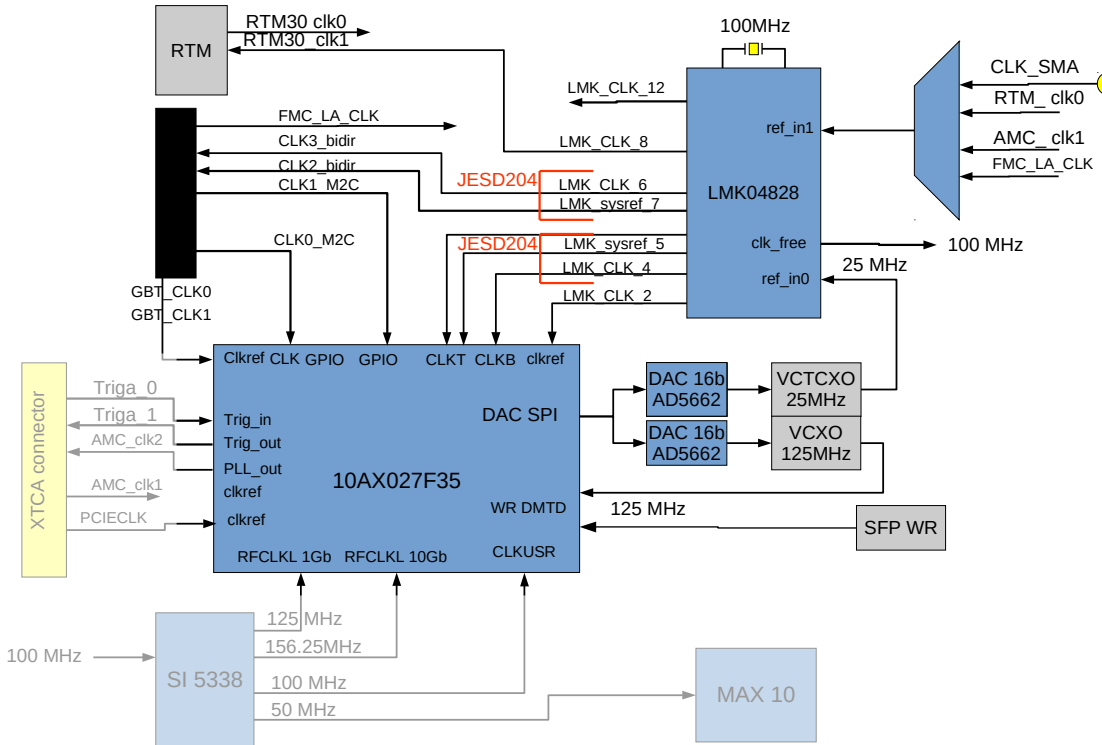 RTM30 clk0
RTM30_clk1
RTM
100MHz
CLK_SMA
RTM_ clk0
AMC_ clk1
FMC_LA_CLK
LMK_CLK_12
ref_in1
FMC_LA_CLK
CLK3_bidir
CLK2_bidir
CLK1_M2C
CLK0_M2C
LMK_CLK_8
JESD204
LMK_CLK_6
LMK_sysref_7
LMK04828
JESD204
LMK_sysref_5
LMK_CLK_4
LMK_CLK_2
clk_free
100 MHz
25 MHz
ref_in0
GBT_CLK0
GBT_CLK1
Clkref
CLK
GPIO
GPIO
CLKT
CLKB
clkref
XTCA connector
Triga_0
Triga_1
AMC_clk2
AMC_clk1
PCIECLK
Trig_in
Trig_out
PLL_out
clkref
clkref
10AX027F35
DAC SPI
WR DMTD
CLKUSR
RFCLKL 1Gb
RFCLKL 10Gb
DAC 16b
AD5662
VCTCXO
25MHz
DAC 16b
AD5662
VCXO
125MHz
125 MHz
SFP WR
100 MHz
SI 5338
125 MHz
156.25MHz
100 MHz
50 MHz
MAX 10